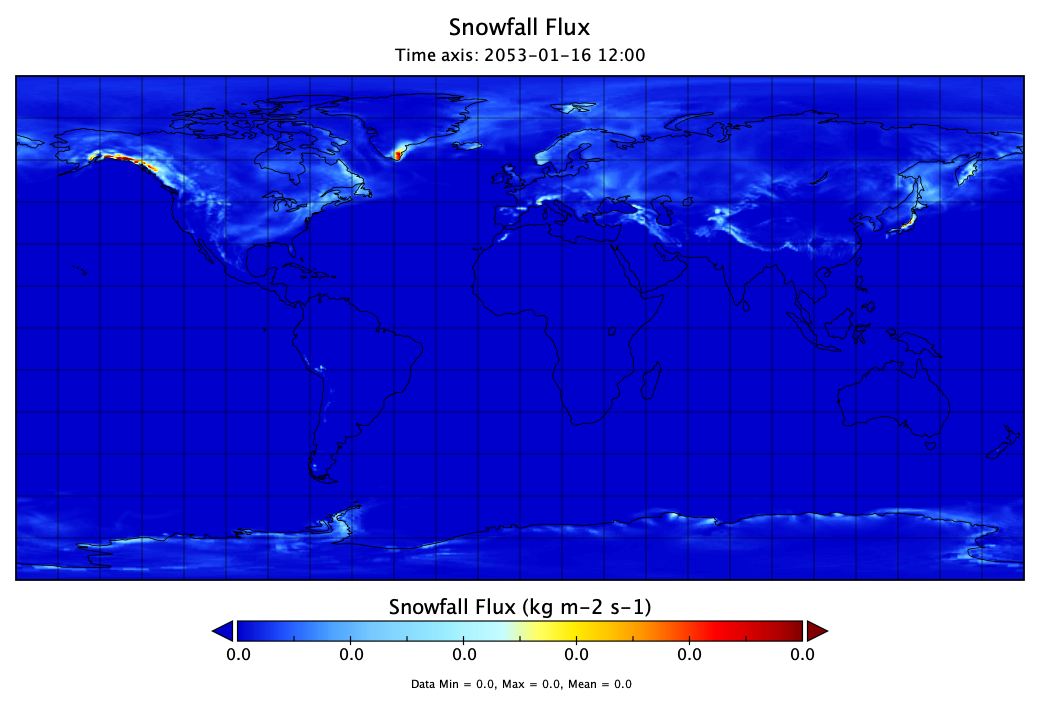 Snowfall Flux
Time axis: 2053-01-16 12:00
Snowfall Flux (kg m-2 s-1)
0.0 0.0 0.0 0.0 0.0 0.0
Data Min = 0.0, Max = 0.0, Mean = 0.0